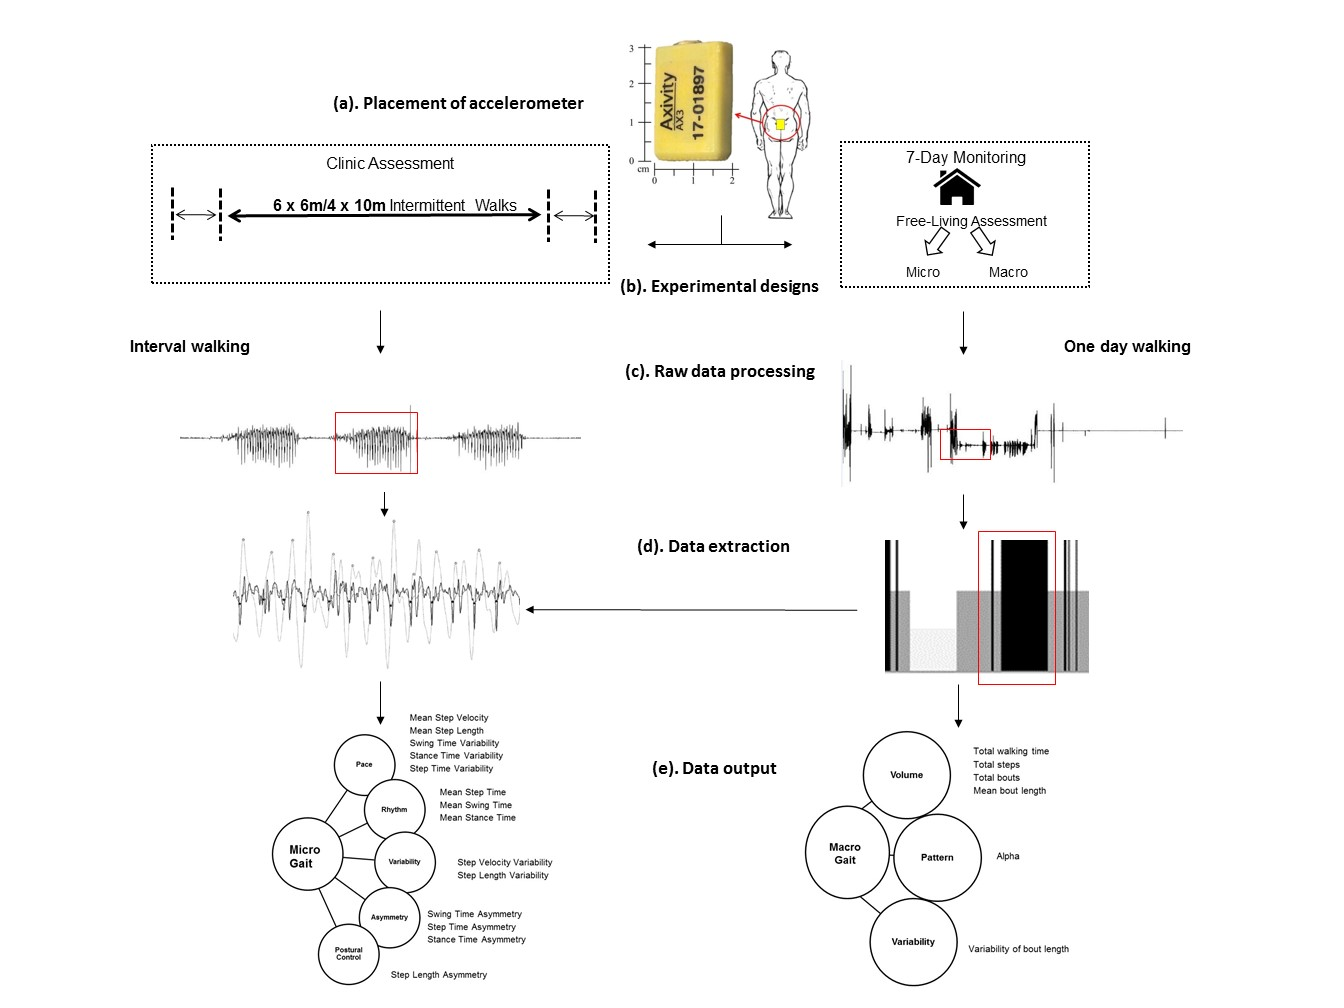 (a). Placement of accelerometer
3
2
1
0
cm
0
1
2
Axivity
AX3
17-01897
Clinic Assessment
6 x 6m/4 x 10m Intermittent Walks
7-Day Monitoring
Free-Living Assessment
Micro
Macro
(b). Experimental designs
Interval walking
One day walking
(c). Raw data processing
(d). Data extraction
(e). Data output
Micro
Gait
Pace
Mean Step Velocity
Mean Step Length
Swing Time Variability
Stance Time Variability
Step Time Variability
Rhythm
Mean Step Time
Mean Swing Time
Mean Stance Time
Variability
Step Velocity Variability
Step Length Variability
Asymmetry
Swing Time Asymmetry
Step Time Asymmetry
Stance Time Asymmetry
Postural
Control
Step Length Asymmetry
Macro
Gait
Volume
Total walking time
Total steps
Total bouts
Mean bout length
Pattern
Alpha
Variability
Variability of bout length